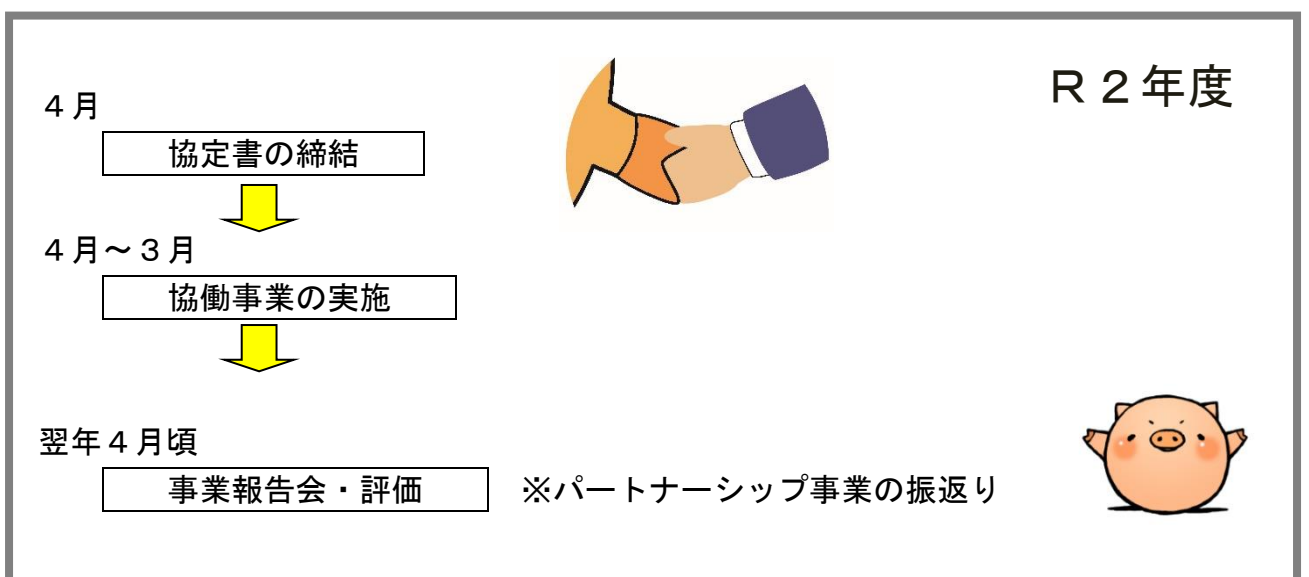 R２年度
４月
協定書の締結
４月～３月
協働事業の実施
翌年４月頃
事業報告会・評価　※パートナーシップ事業の振返り